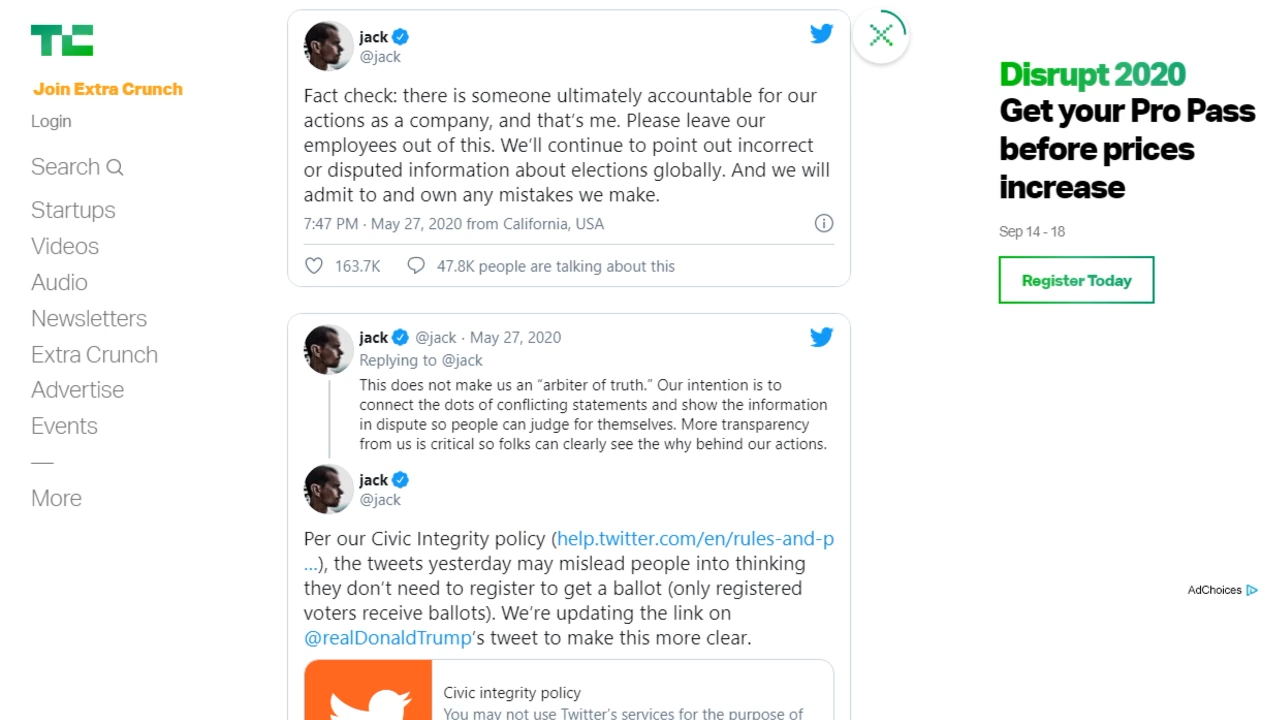 TC
Join Extra Crunch
Login
Search
Startups
Videos
Audio
Newsletters
Extra Crunch
Advertise
Events
—
More
jack
@jack
Fact check: there is someone ultimately accountable for our
actions as a company, and that’s me. Please leave our
employees out of this. We’ll continue to point out incorrect
or disputed information about elections globally. And we will
admit to and own any mistakes we make.
7:47 PM · May 27, 2020 from California, USA
163.7K 47.8K people are talking about this
jack @jack · May 27, 2020
Replying to @jack
This does not make us an “arbiter of truth.” Our intention is to
connect the dots of conflicting statements and show the information
in dispute so people can judge for themselves. More transparency
from us is critical so folks can clearly see the why behind our actions.
jack
@jack
Per our Civic Integrity policy (help.twitter.com/en/rules-and-p
…), the tweets yesterday may mislead people into thinking
they don’t need to register to get a ballot (only registered
voters receive ballots). We’re updating the link on
@realDonaldTrump’s tweet to make this more clear.
Civic integrity policy
You may not use Twitter’s services for the purpose of
Disrupt 2020
Get your Pro Pass
before prices
increase
Sep 14 - 18
Register Today
AdChoices